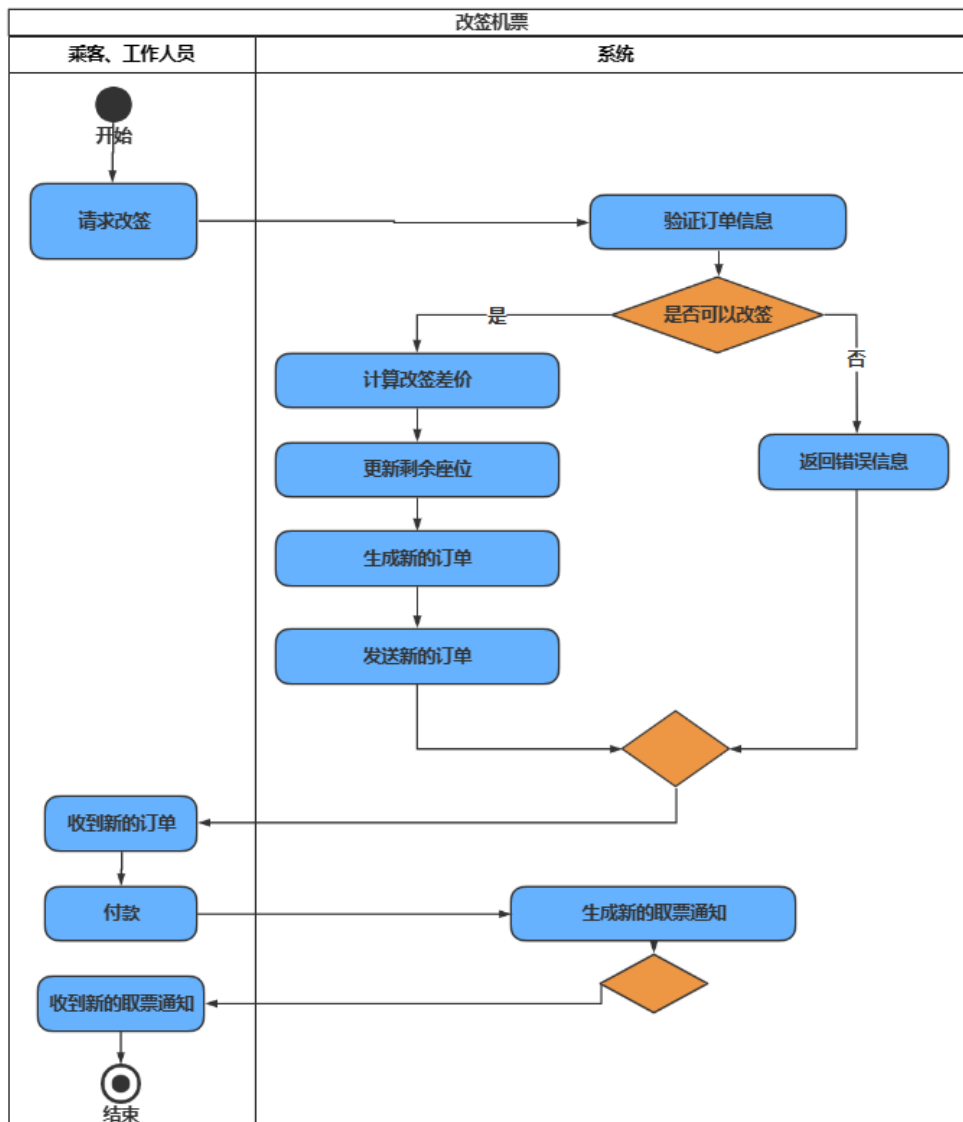 改签机票
乘客、工作人员
系统
开始
请求改签
验证订单信息
是否可以改签
是
否
计算改签差价
更新剩余座位
返回错误信息
生成新的订单
发送新的订单
收到新的订单
付款
生成新的取票通知
收到新的取票通知
结束